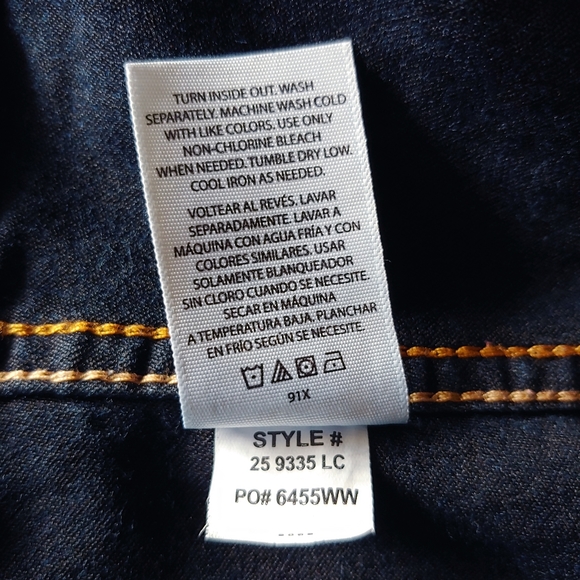 TURN INSIDE OUT. WASH
SEPARATELY. MACHINE WASH COLD
WITH LIKE COLORS. USE ONLY
NON-CHLORINE BLEACH
WHEN NEEDED. TUMBLE DRY LOW.
COOL IRON AS NEEDED.
VOLTEAR AL REVÉS. LAVAR
SEPARADAMENTE. LAVAR A
MÁQUINA CON AGUA FRÍA Y CON
COLORES SIMILARES. USAR
SOLAMENTE BLANQUEADOR
SIN CLORO CUANDO SE NECESITE.
SECAR EN MÁQUINA
A TEMPERATURA BAJA. PLANCHAR
EN FRÍO SEGÚN SE NECESITE.
91X
STYLE #
25 9335 LC
PO# 6455WW